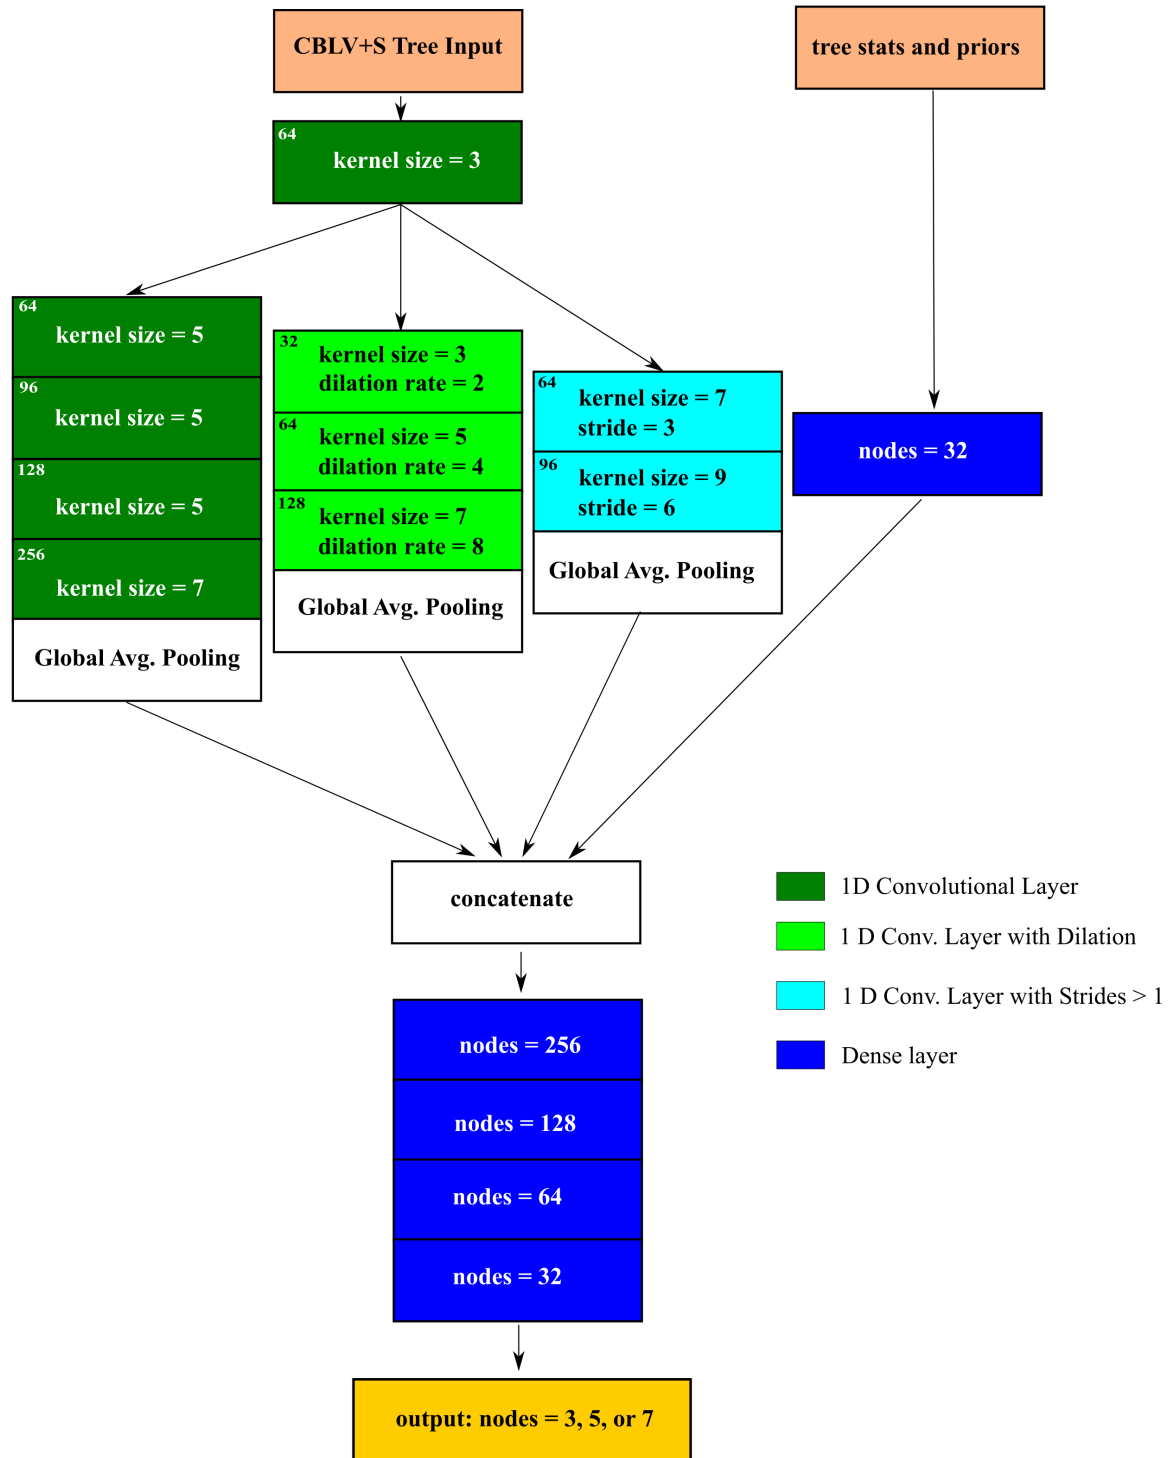 CBLV+S Tree Input
tree stats and priors
64
kernel size = 3
64
kernel size = 5
96
kernel size = 5
128
kernel size = 5
256
kernel size = 7
Global Avg. Pooling
32
kernel size = 3
dilation rate = 2
64
kernel size = 5
dilation rate = 4
128
kernel size = 7
dilation rate = 8
Global Avg. Pooling
64
kernel size = 7
stride = 3
96
kernel size = 9
stride = 6
Global Avg. Pooling
nodes = 32
concatenate
nodes = 256
nodes = 128
nodes = 64
nodes = 32
output: nodes = 3, 5, or 7
1D Convolutional Layer
1 D Conv. Layer with Dilation
1 D Conv. Layer with Strides > 1
Dense layer